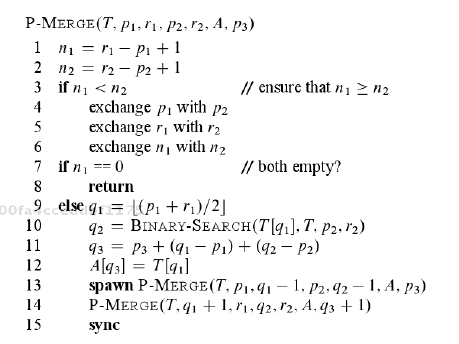 P-MERGE(T, p₁, r₁, p₂, r₂, A, p₃)
1 n₁ = r₁ − p₁ + 1
2 n₂ = r₂ − p₂ + 1
3 if n₁ < n₂ // ensure that n₁ ≥ n₂
4 exchange p₁ with p₂
5 exchange r₁ with r₂
6 exchange n₁ with n₂
7 if n₁ == 0 // both empty?
8 return
9 else q₁ = ⌊(p₁ + r₁)/2⌋
10 q₂ = BINARY-SEARCH(T[q₁], T, p₂, r₂)
11 q₃ = p₃ + (q₁ − p₁) + (q₂ − p₂)
12 A[q₃] = T[q₁]
13 spawn P-MERGE(T, p₁, q₁ − 1, p₂, q₂ − 1, A, p₃)
14 P-MERGE(T, q₁ + 1, r₁, q₂, r₂, A, q₃ + 1)
15 sync